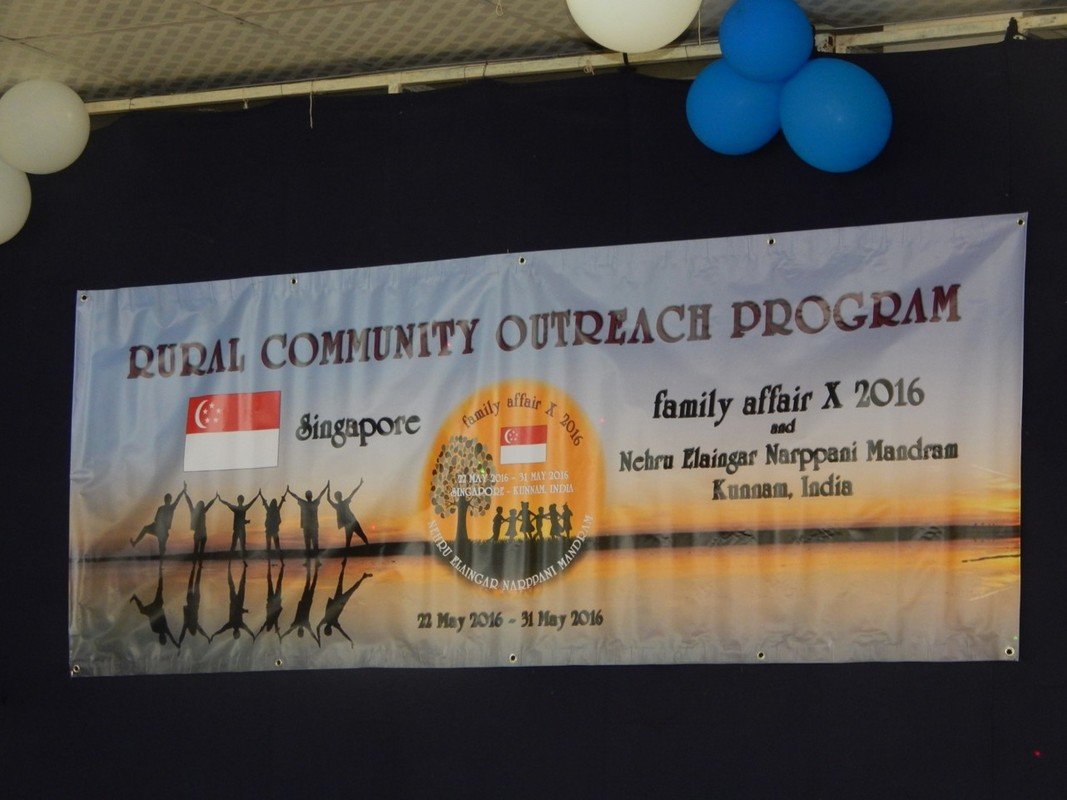 RURAL COMMUNITY OUTREACH PROGRAM
Singapore
family affair X 2016
22 MAY 2016 - 31 MAY 2016
SINGAPORE - KUNNAM, INDIA
NEHRU ELAINGAR NARPPANI MANDRAM
family affair X 2016
and
Nehru Elaingar Narppani Mandram
Kunnam, India
22 May 2016 - 31 May 2016